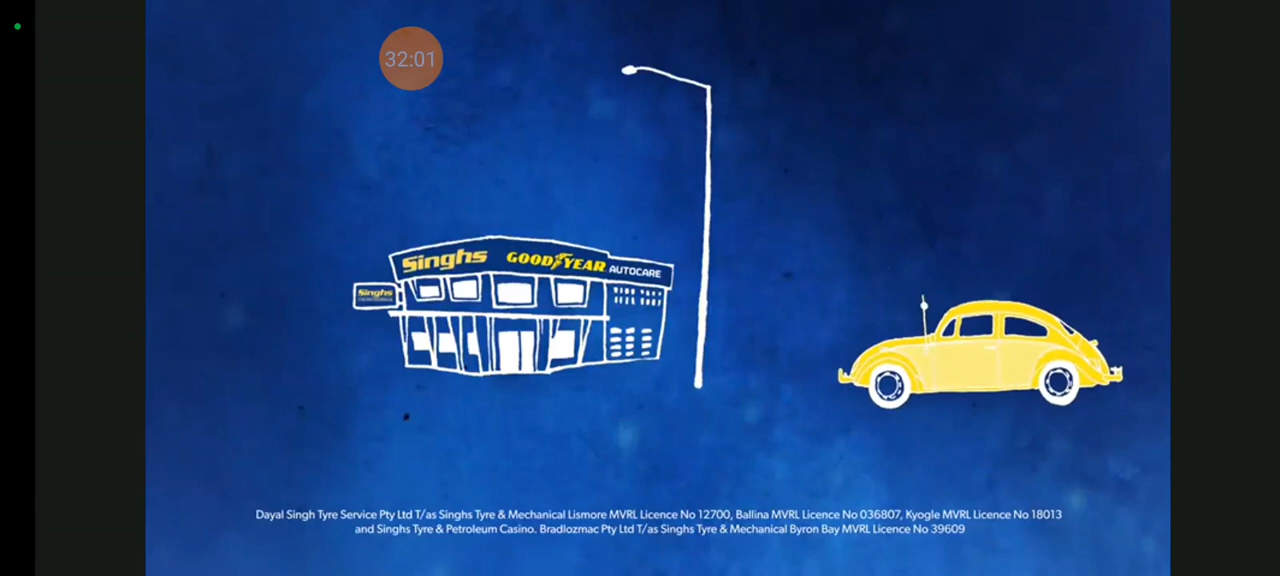 32:01
Singhs GOODYEAR AUTOCARE
Singhs
Dayal Singh Tyre Service Pty Ltd T/as Singhs Tyre & Mechanical Lismore MVRL Licence No 12700, Ballina MVRL Licence No 036807, Kyogle MVRL Licence No 18013
and Singhs Tyre & Petroleum Casino. Bradlozmac Pty Ltd T/as Singhs Tyre & Mechanical Byron Bay MVRL Licence No 39609